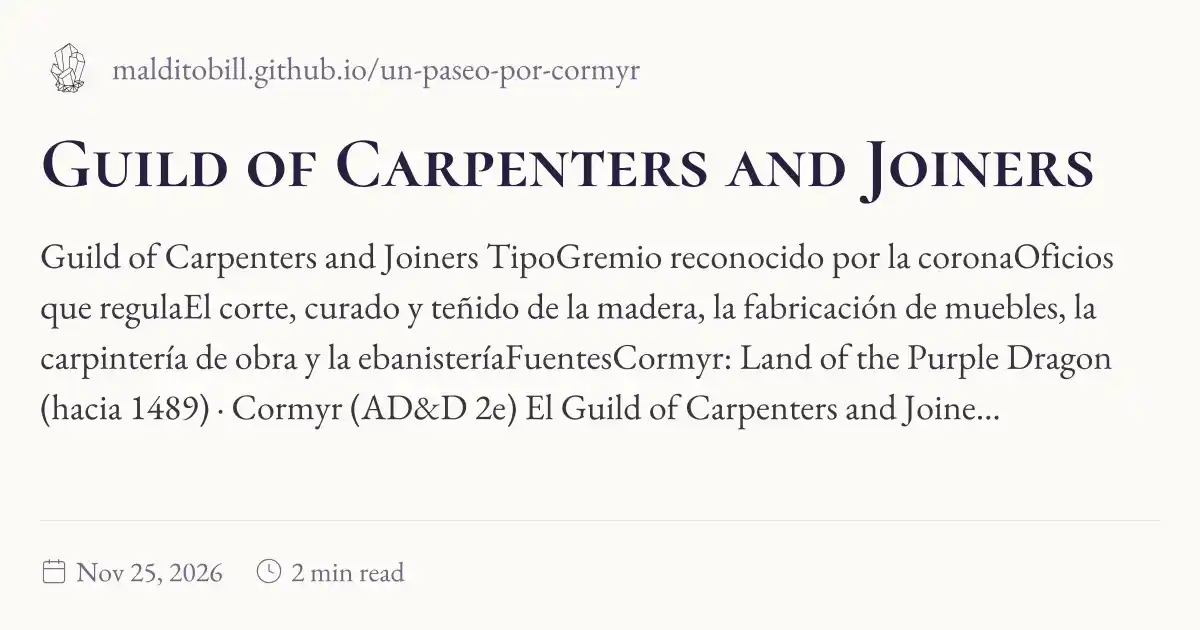 malditobill.github.io/un-paseo-por-cormyr
Guild of Carpenters and Joiners
Guild of Carpenters and Joiners TipoGremio reconocido por la coronaOficios
que regulaEl corte, curado y teñido de la madera, la fabricación de muebles, la
carpintería de obra y la ebanisteríaFuentesCormyr: Land of the Purple Dragon
(hacia 1489) · Cormyr (AD&D 2e) El Guild of Carpenters and Joine...
Nov 25, 2026 2 min read